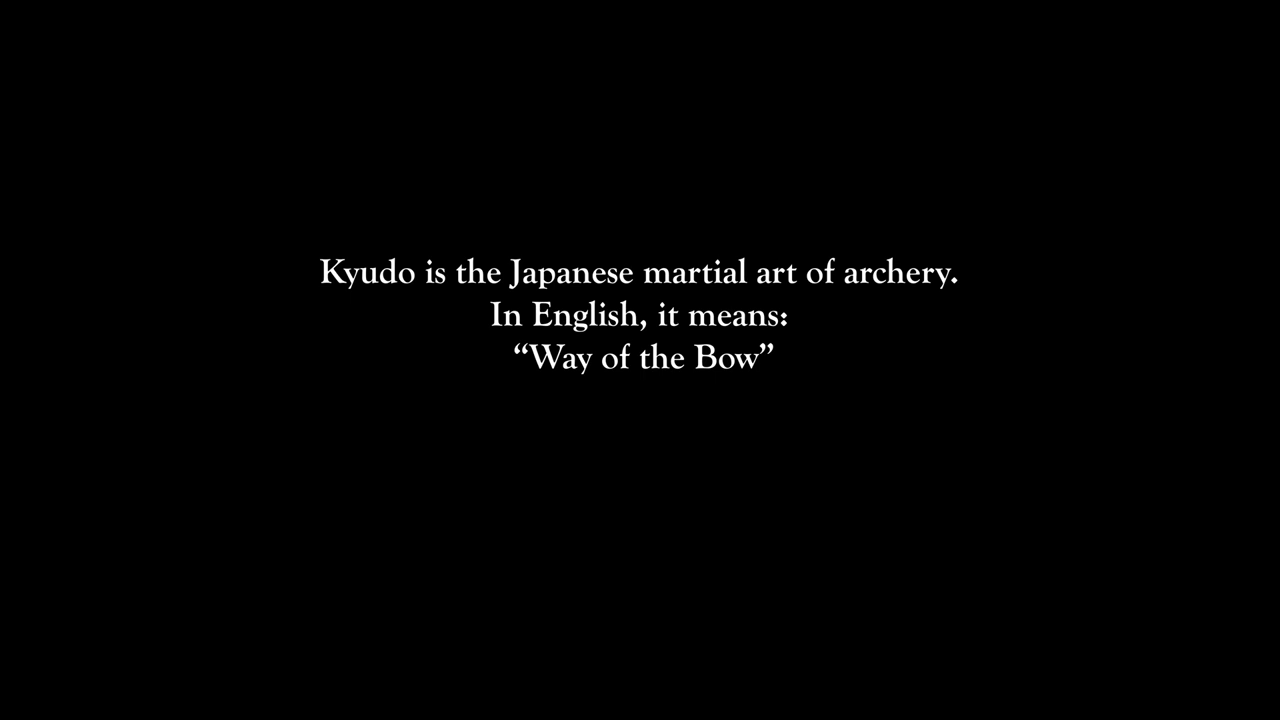 Kyudo is the Japanese martial art of archery.
In English, it means:
“Way of the Bow”